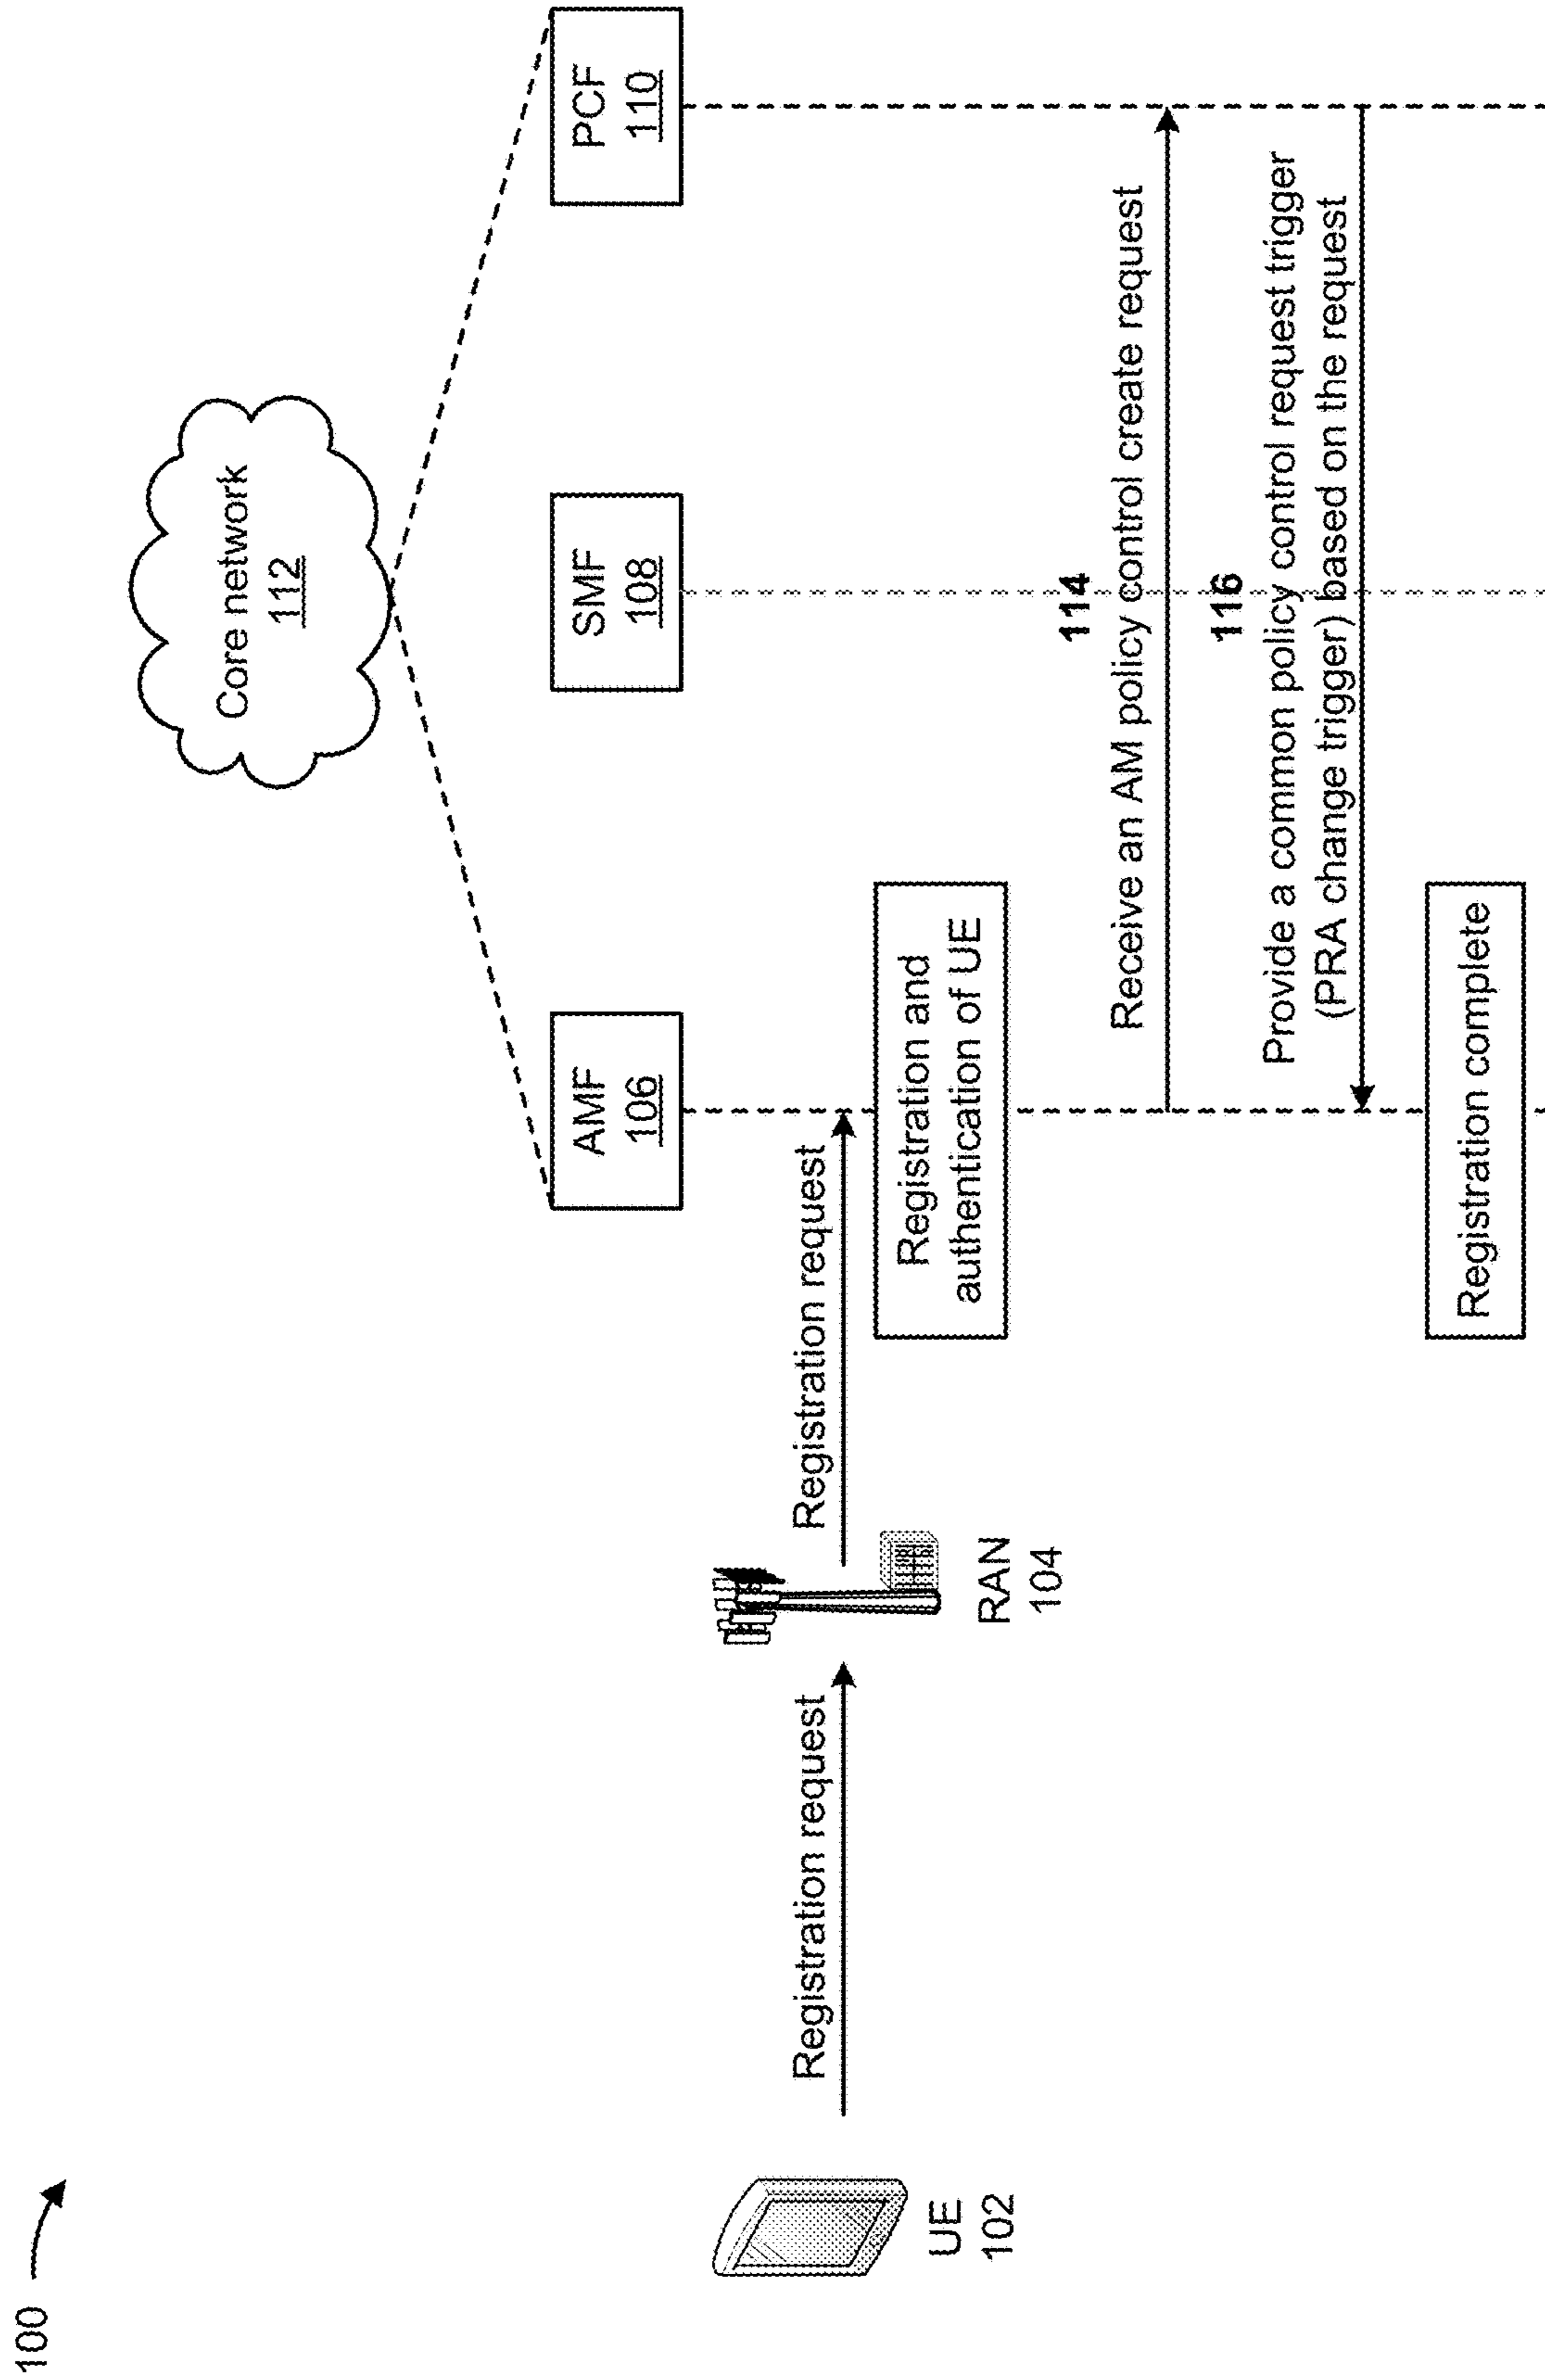 100
Core network
112
AMF
106
SMF
108
PCF
110
UE
102
Registration request
RAN
104
Registration request
Registration and
authentication of UE
114
Receive an AM policy control create request
116
Provide a common policy control request trigger
(PRA change trigger) based on the request
Registration complete